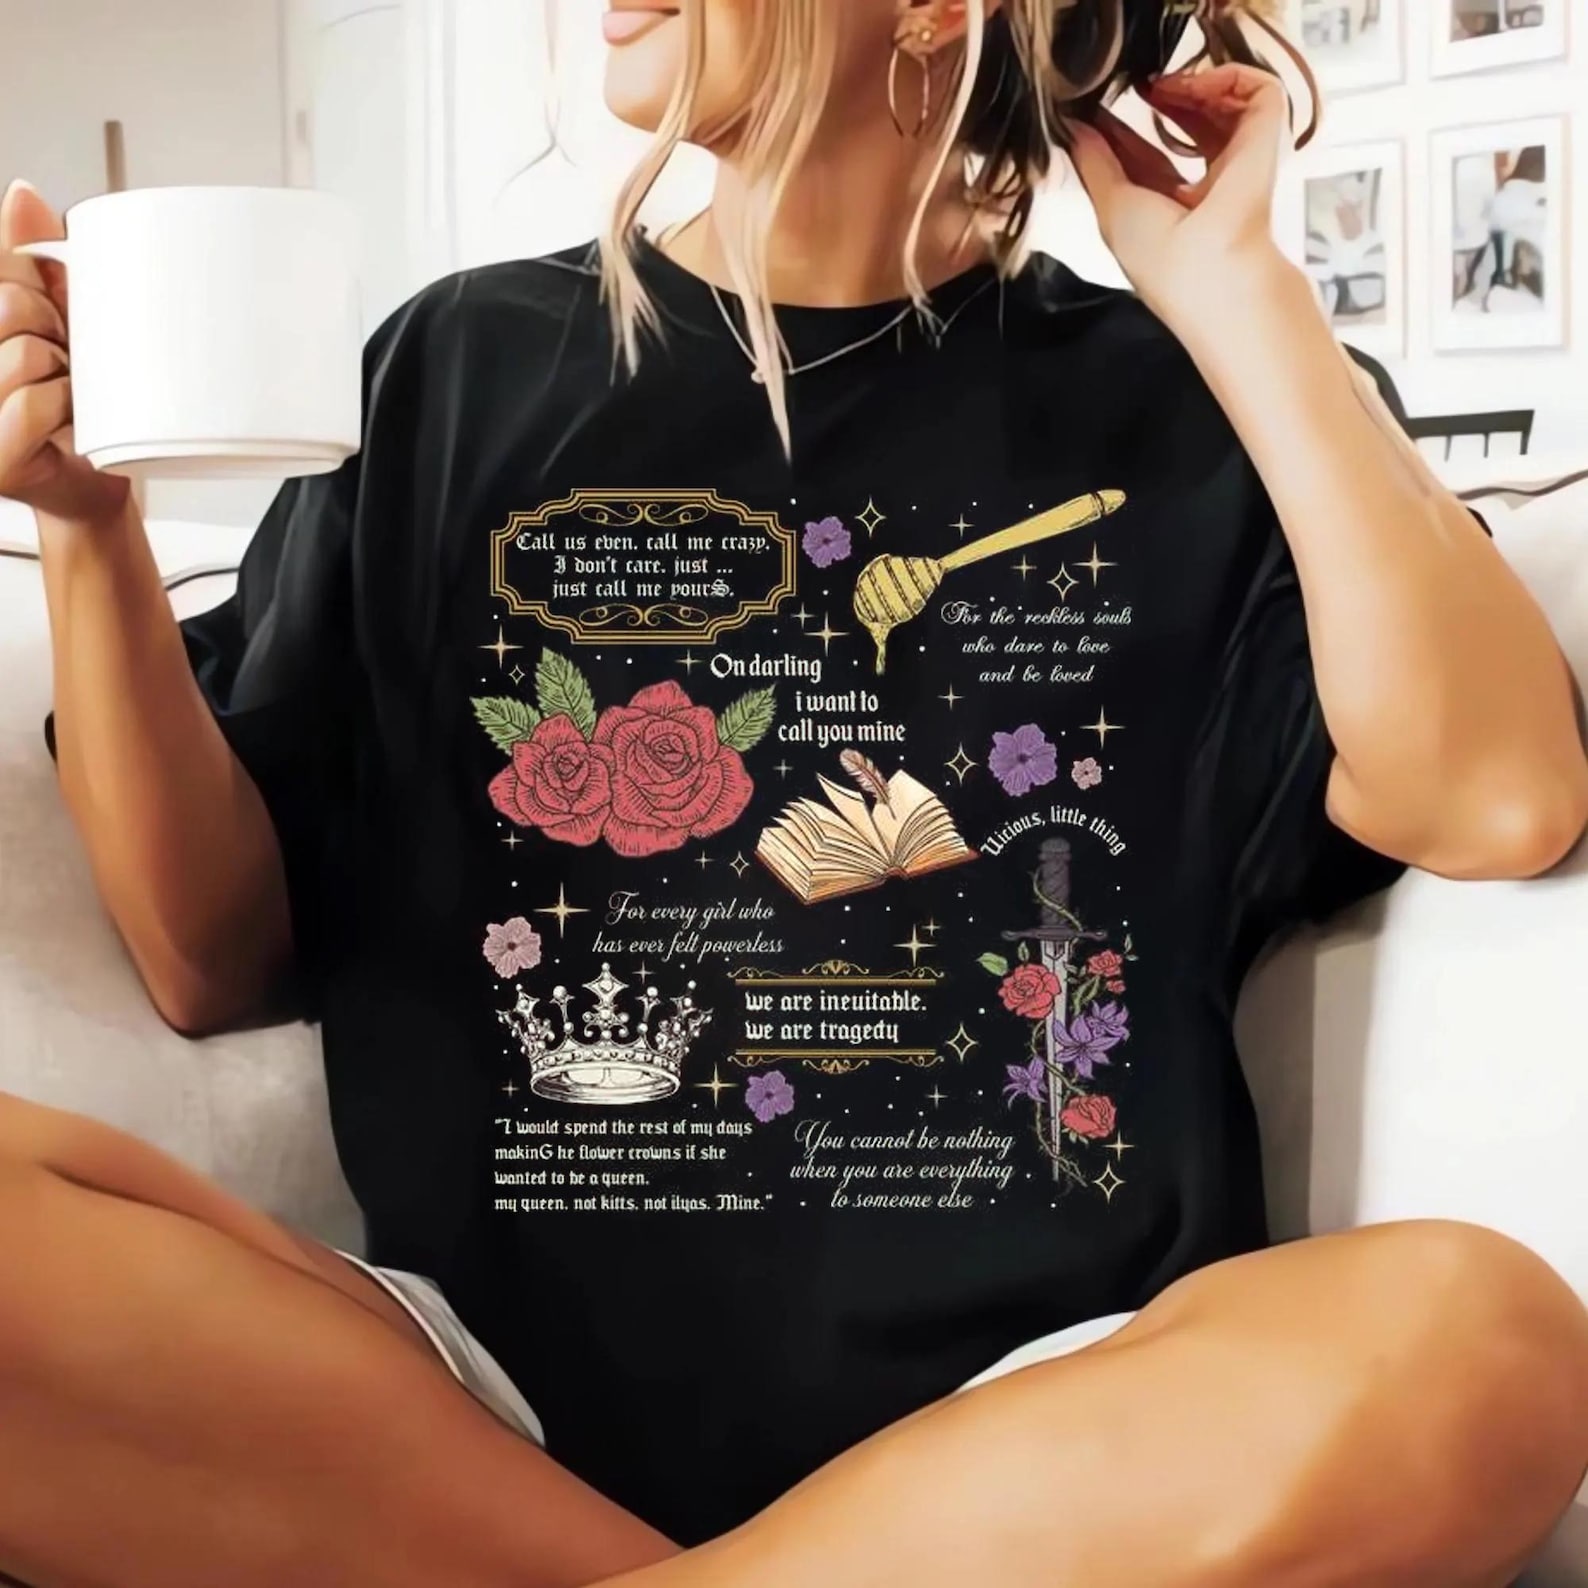 Call us even. call me crazy.
I don't care. just ...
just call me yourS.
For the reckless souls
who dare to love
and be loved
On darling
i want to
call you mine
Vicious, little thing
For every girl who
has ever felt powerless
we are inevitable.
we are tragedy
"I would spend the rest of my days
makinG he flower crowns if she
wanted to be a queen.
my queen. not kitts. not ilyas. Mine."
You cannot be nothing
when you are everything
to someone else